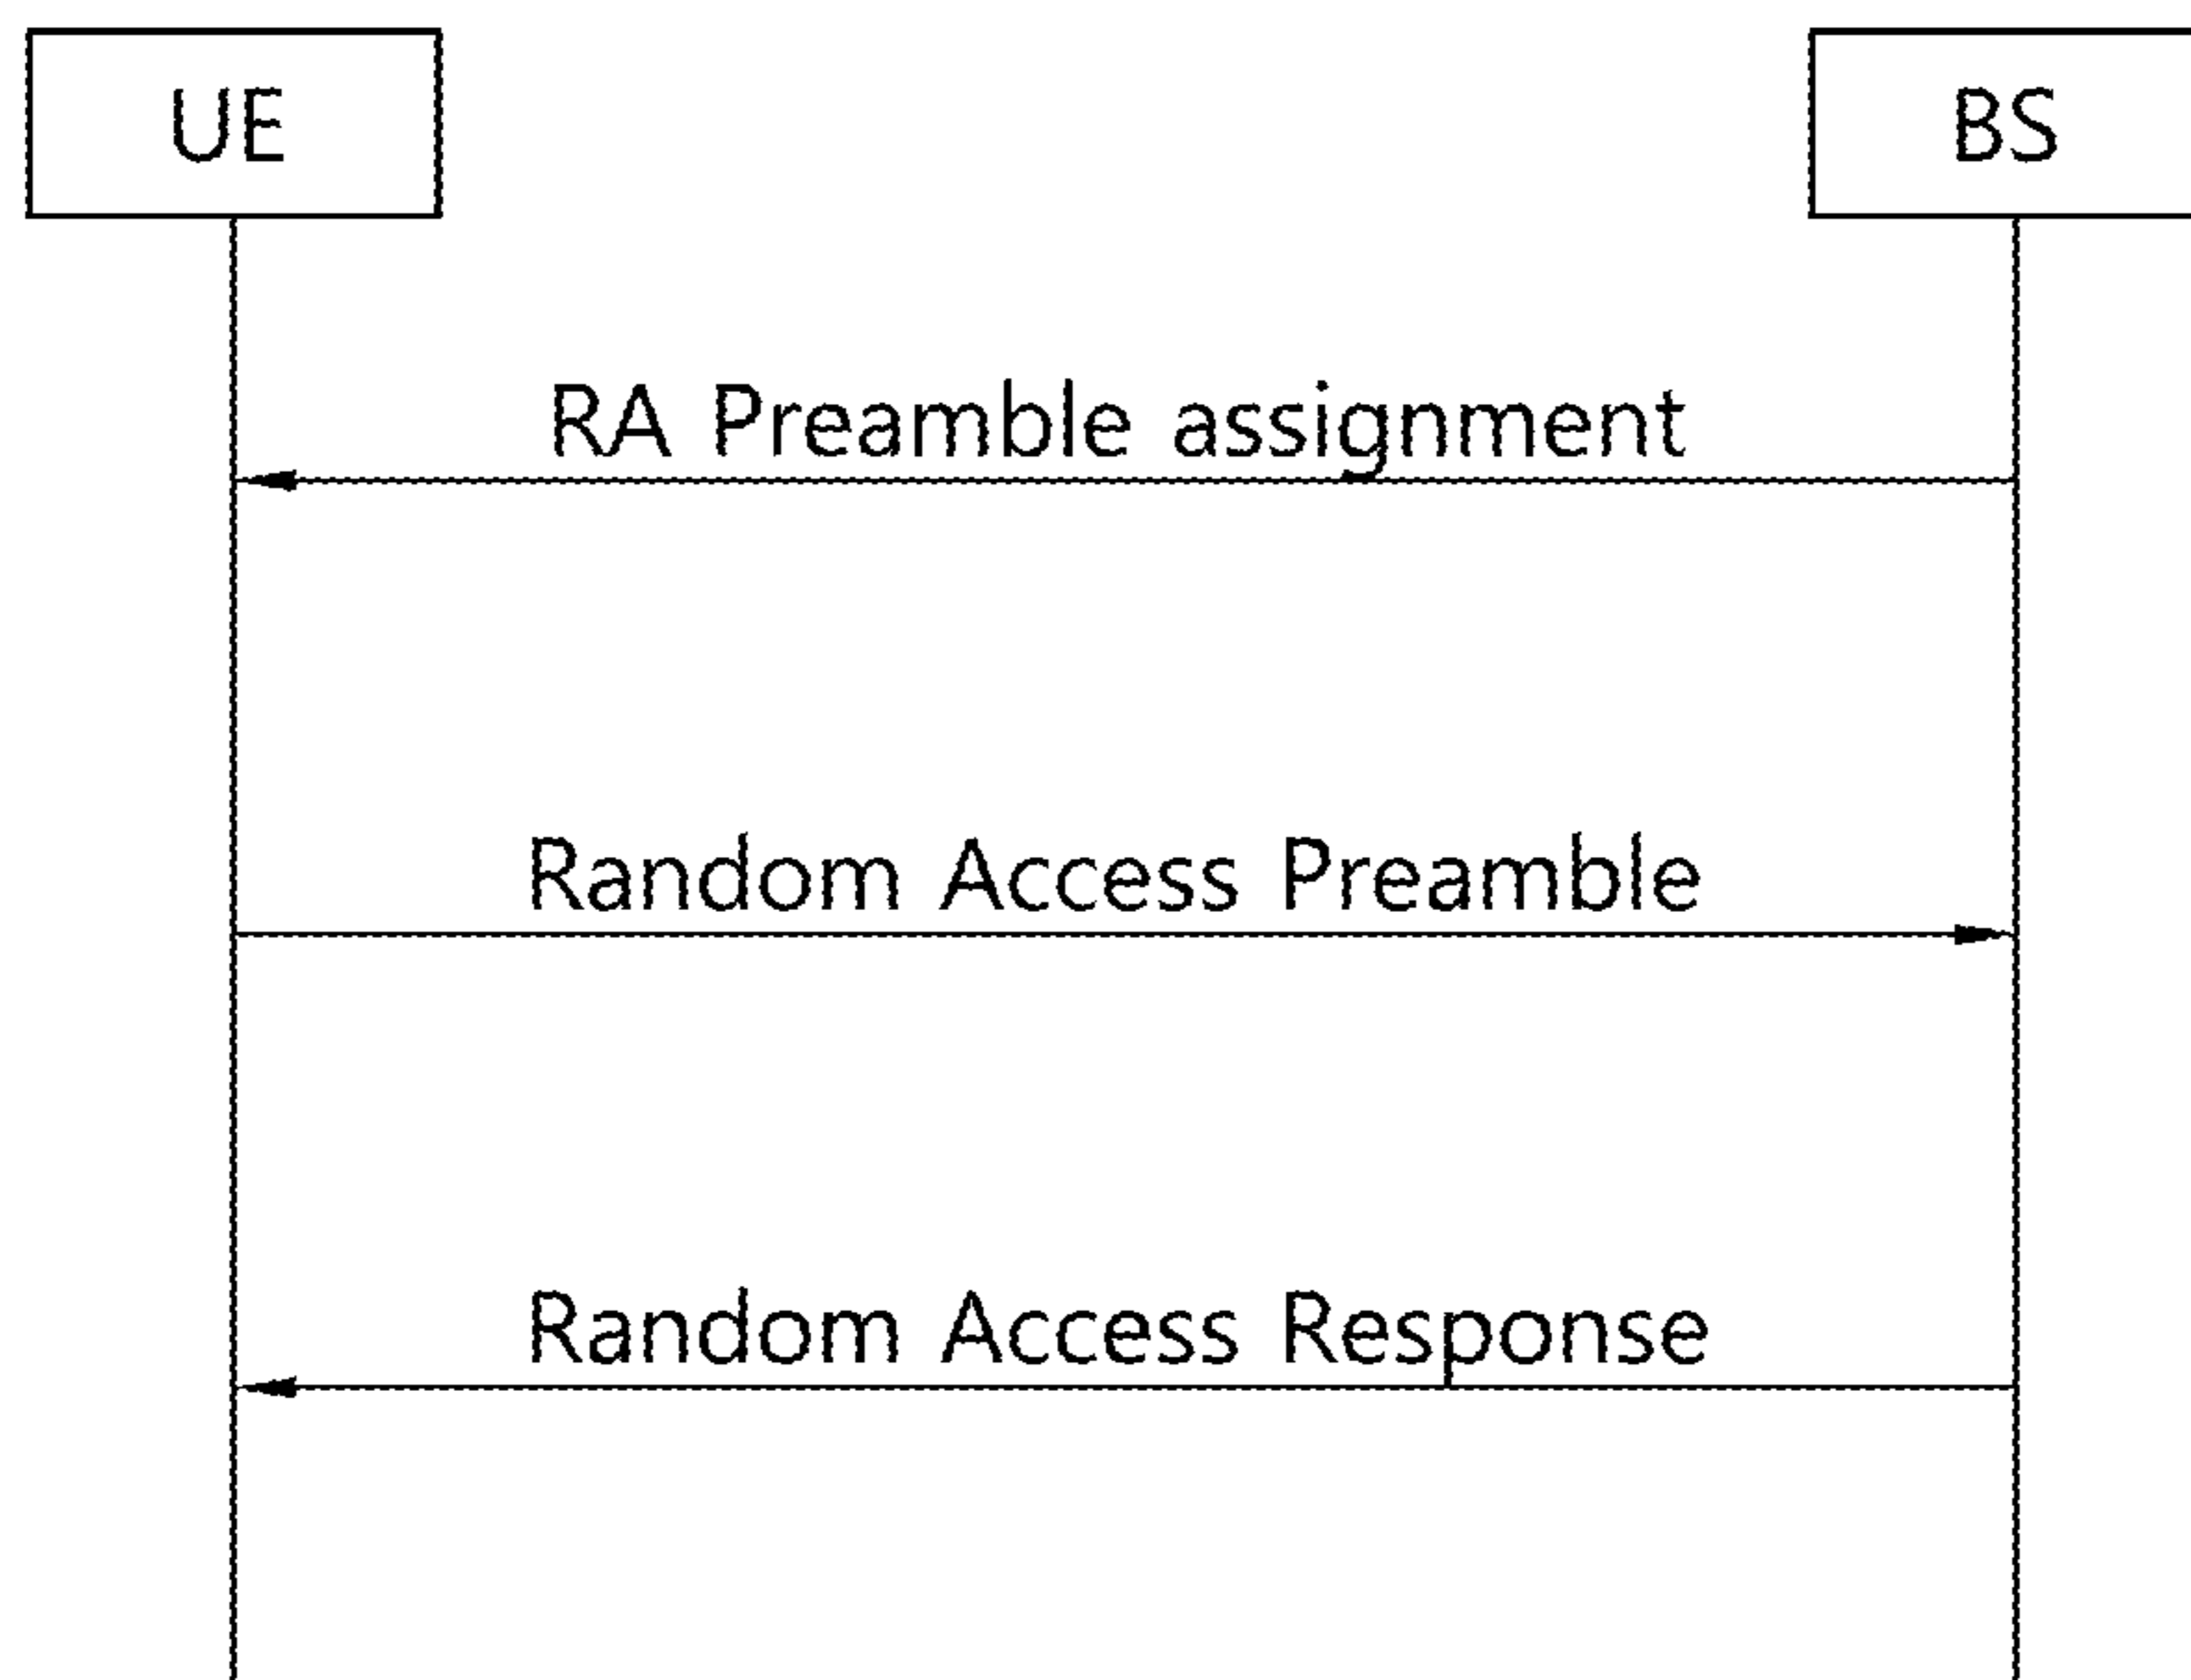 UE
BS
RA Preamble assignment
Random Access Preamble
Random Access Response